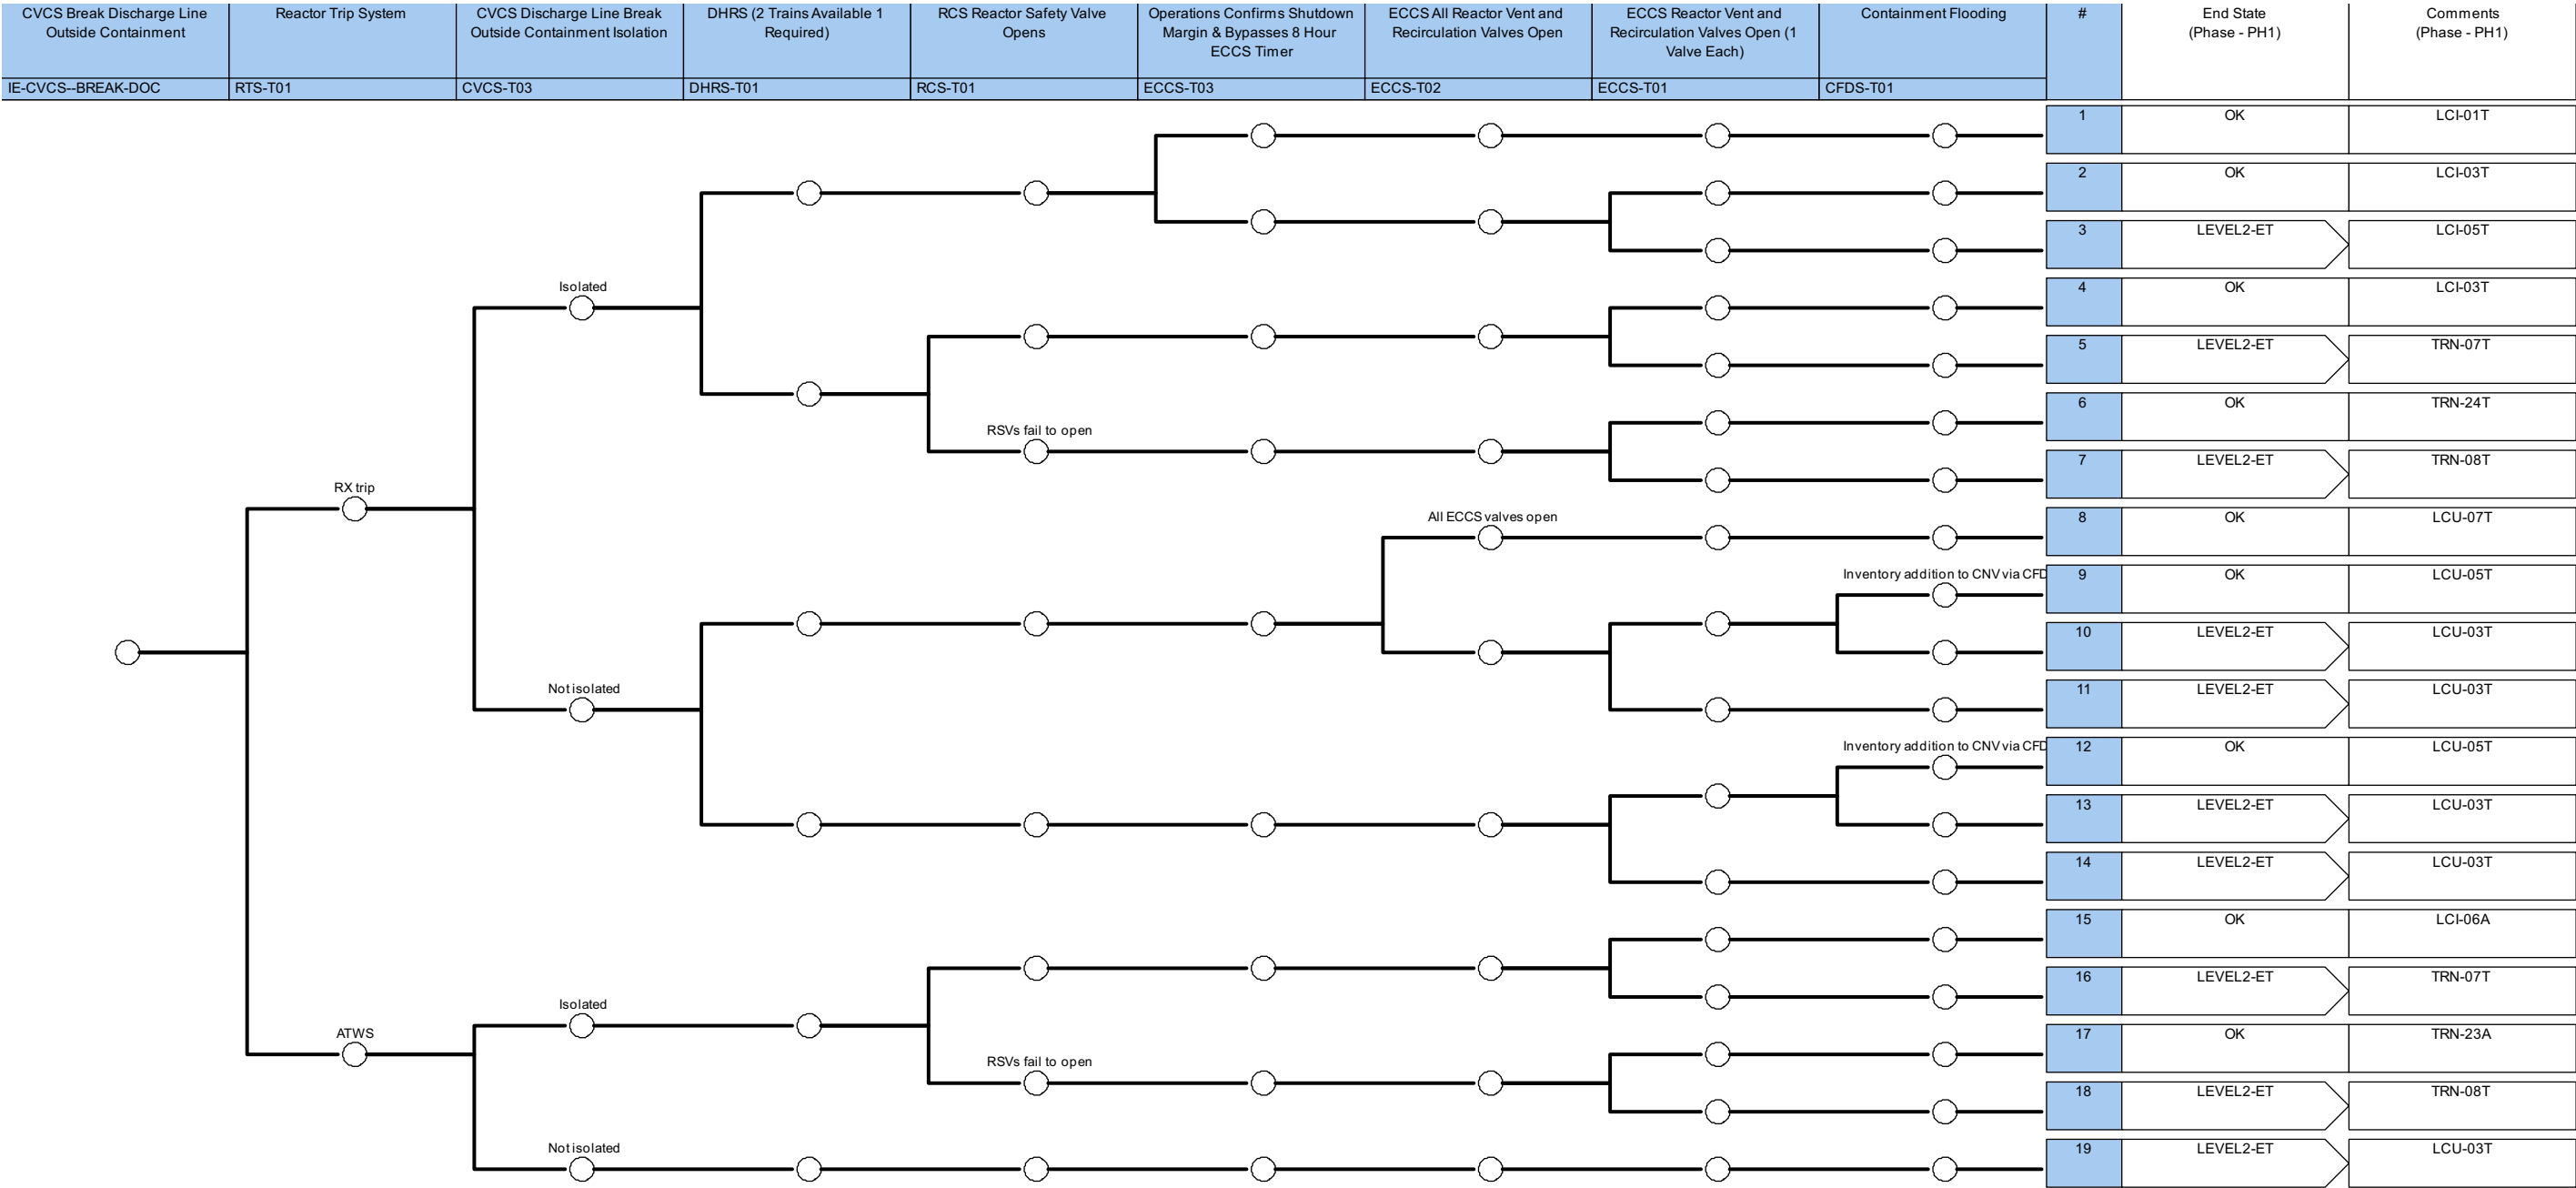 CVCS Break Discharge Line
Outside Containment
Reactor Trip System
CVCS Discharge Line Break
Outside Containment Isolation
DHRS (2 Trains Available 1
Required)
RCS Reactor Safety Valve
Opens
Operations Confirms Shutdown
Margin & Bypasses 8 Hour
ECCS Timer
ECCS All Reactor Vent and
Recirculation Valves Open
ECCS Reactor Vent and
Recirculation Valves Open (1
Valve Each)
Containment Flooding
#
End State
(Phase - PH1)
Comments
(Phase - PH1)
IE-CVCS--BREAK-DOC
RTS-T01
CVCS-T03
DHRS-T01
RCS-T01
ECCS-T03
ECCS-T02
ECCS-T01
CFDS-T01
1 OK LCI-01T
2 OK LCI-03T
3 LEVEL2-ET LCI-05T
Isolated
4 OK LCI-03T
5 LEVEL2-ET TRN-07T
RSVs fail to open
6 OK TRN-24T
7 LEVEL2-ET TRN-08T
RX trip
All ECCS valves open
8 OK LCU-07T
Inventory addition to CNV via CFD
9 OK LCU-05T
10 LEVEL2-ET LCU-03T
Not isolated
11 LEVEL2-ET LCU-03T
Inventory addition to CNV via CFD
12 OK LCU-05T
13 LEVEL2-ET LCU-03T
14 LEVEL2-ET LCU-03T
15 OK LCI-06A
16 LEVEL2-ET TRN-07T
Isolated
ATWS
17 OK TRN-23A
RSVs fail to open
18 LEVEL2-ET TRN-08T
Not isolated
19 LEVEL2-ET LCU-03T